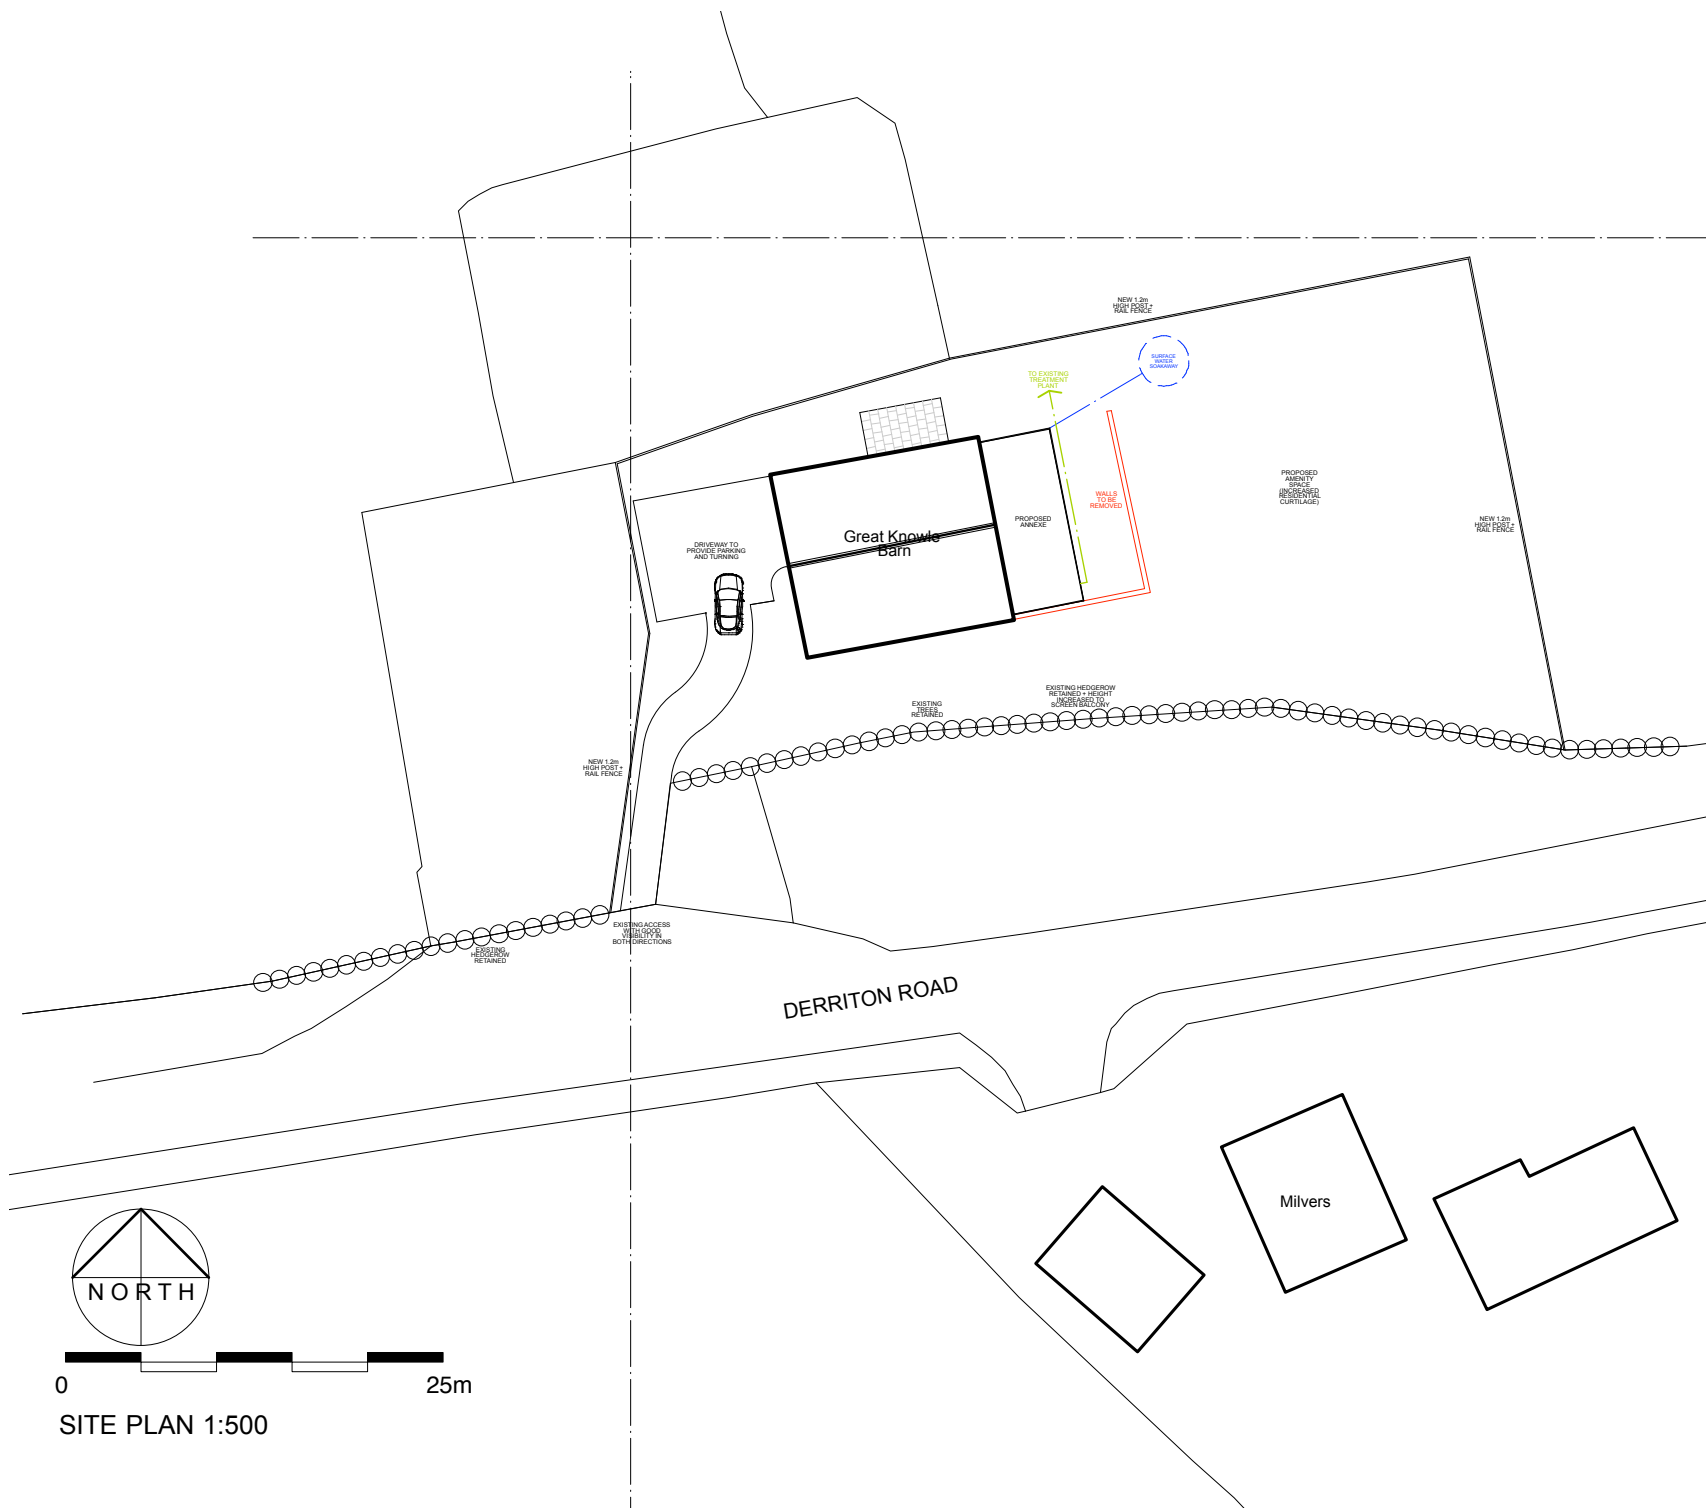 NEW 1.2m
HIGH POST +
RAIL FENCE
SURFACE
WATER
SOAKAWAY
TO EXISTING
TREATMENT
PLANT
WALLS
TO BE
REMOVED
PROPOSED
AMENITY
SPACE
(INCREASED
RESIDENTIAL
CURTILAGE)
PROPOSED
ANNEXE
NEW 1.2m
HIGH POST +
RAIL FENCE
Great Knowle
Barn
DRIVEWAY TO
PROVIDE PARKING
AND TURNING
EXISTING HEDGEROW
RETAINED + HEIGHT
INCREASED TO
SCREEN BALCONY
EXISTING
TREES
RETAINED
NEW 1.2m
HIGH POST +
RAIL FENCE
EXISTING ACCESS
WITH GOOD
VISIBILITY IN
BOTH DIRECTIONS
EXISTING
HEDGEROW
RETAINED
DERRITON ROAD
Milvers
NORTH
0 25m
SITE PLAN 1:500